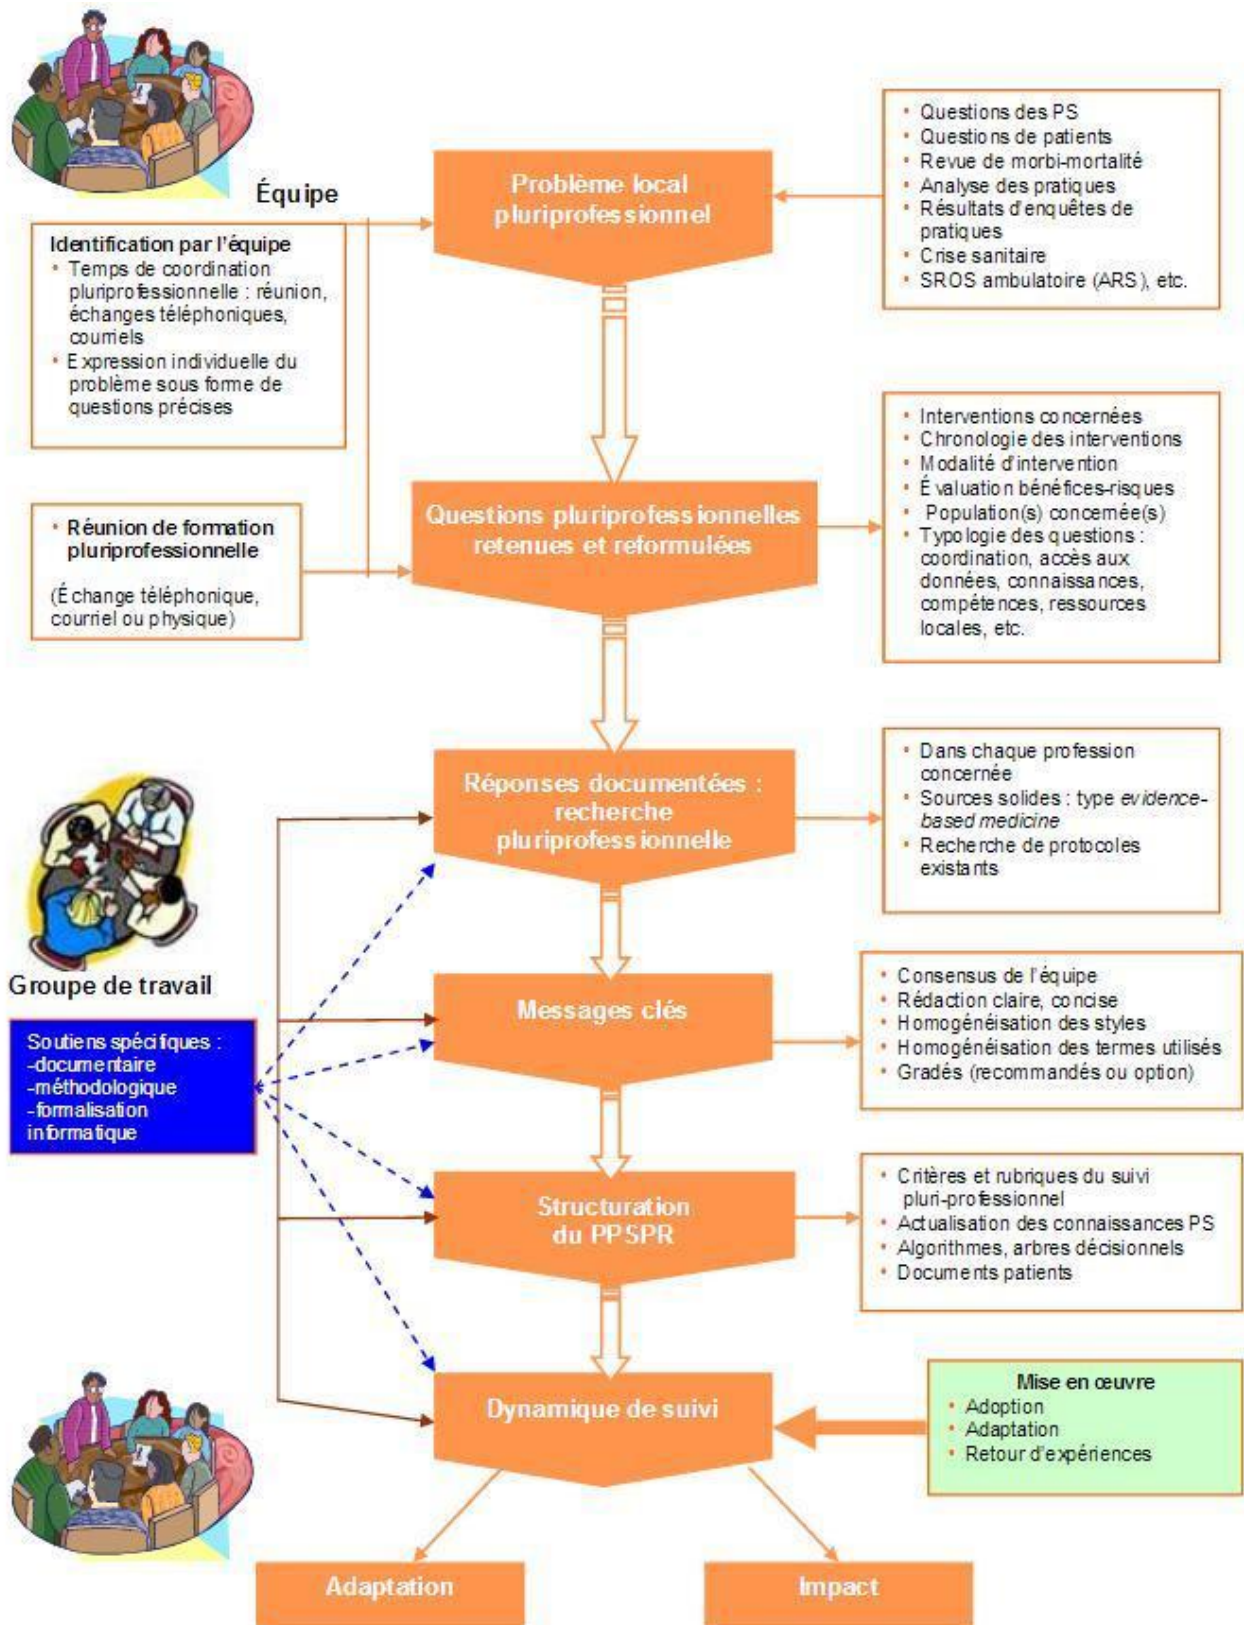 Équipe
Problème local
pluriprofessionnel
• Questions des PS
• Questions de patients
• Revue de morbi-mortalité
• Analyse des pratiques
• Résultats d'enquêtes de
pratiques
• Crise sanitaire
• SROS ambulatoire (ARS), etc.
Identification par l'équipe
• Temps de coordination
pluriprofessionnelle : réunion,
échanges téléphoniques,
courriels
• Expression individuelle du
problème sous forme de
questions précises
Questions pluriprofessionnelles
retenues et reformulées
• Interventions concernées
• Chronologie des interventions
• Modalité d'intervention
• Évaluation bénéfices-risques
• Population(s) concernée(s)
• Typologie des questions :
coordination, accès aux
données, connaissances,
compétences, ressources
locales, etc.
• Réunion de formation
pluriprofessionnelle
(Échange téléphonique,
courriel ou physique)
Réponses documentées :
recherche
pluriprofessionnelle
• Dans chaque profession
concernée
• Sources solides : type evidence-
based medicine
• Recherche de protocoles
existants
Groupe de travail
Soutiens spécifiques :
-documentaire
-méthodologique
-formalisation
informatique
Messages clés
• Consensus de l'équipe
• Rédaction claire, concise
• Homogénéisation des styles
• Homogénéisation des termes utilisés
• Gradés (recommandés ou option)
Structuration
du PPSPR
• Critères et rubriques du suivi
pluri-professionnel
• Actualisation des connaissances PS
• Algorithmes, arbres décisionnels
• Documents patients
Dynamique de suivi
Mise en œuvre
• Adoption
• Adaptation
• Retour d'expériences
Adaptation
Impact